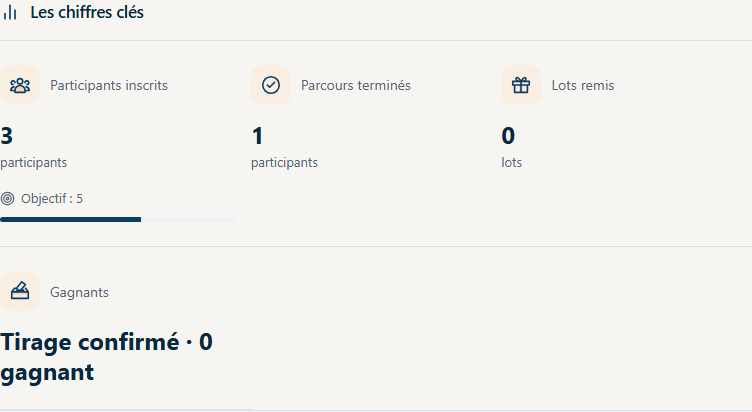 Les chiffres clés
Participants inscrits
Parcours terminés
Lots remis
3
1
0
participants
participants
lots
Objectif : 5
Gagnants
Tirage confirmé · 0
gagnant